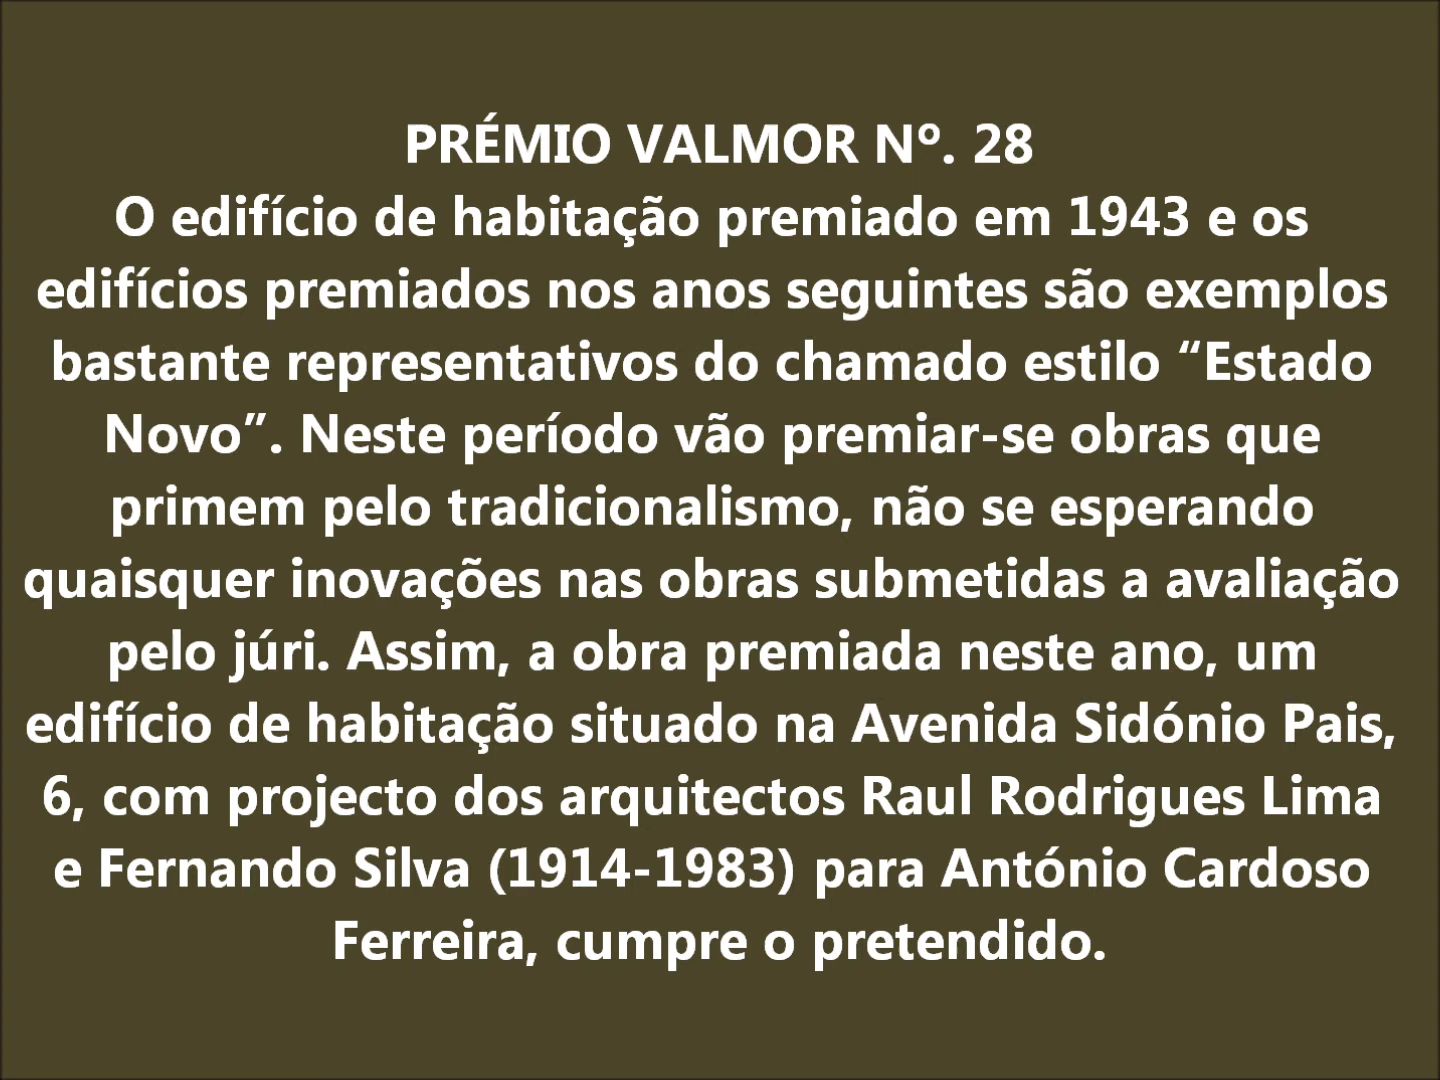 PRÉMIO VALMOR Nº. 28
O edifício de habitação premiado em 1943 e os
edifícios premiados nos anos seguintes são exemplos
bastante representativos do chamado estilo “Estado
Novo”. Neste período vão premiar-se obras que
primem pelo tradicionalismo, não se esperando
quaisquer inovações nas obras submetidas a avaliação
pelo júri. Assim, a obra premiada neste ano, um
edifício de habitação situado na Avenida Sidónio Pais,
6, com projecto dos arquitectos Raul Rodrigues Lima
e Fernando Silva (1914-1983) para António Cardoso
Ferreira, cumpre o pretendido.